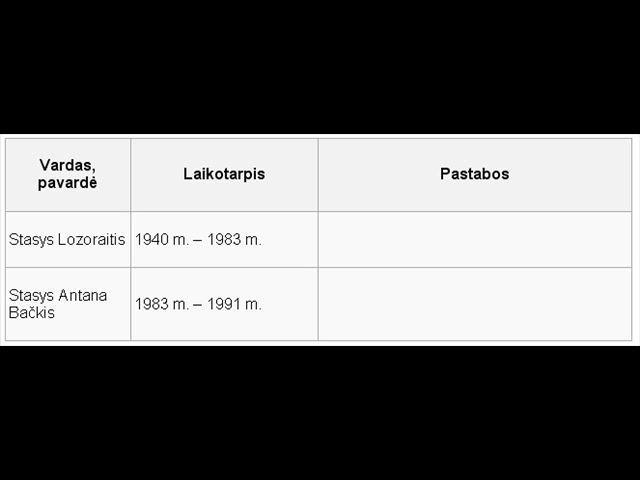 Vardas,
pavardė
Laikotarpis
Pastabos
Stasys Lozoraitis
1940 m. – 1983 m.
Stasys Antana
Bačkis
1983 m. – 1991 m.